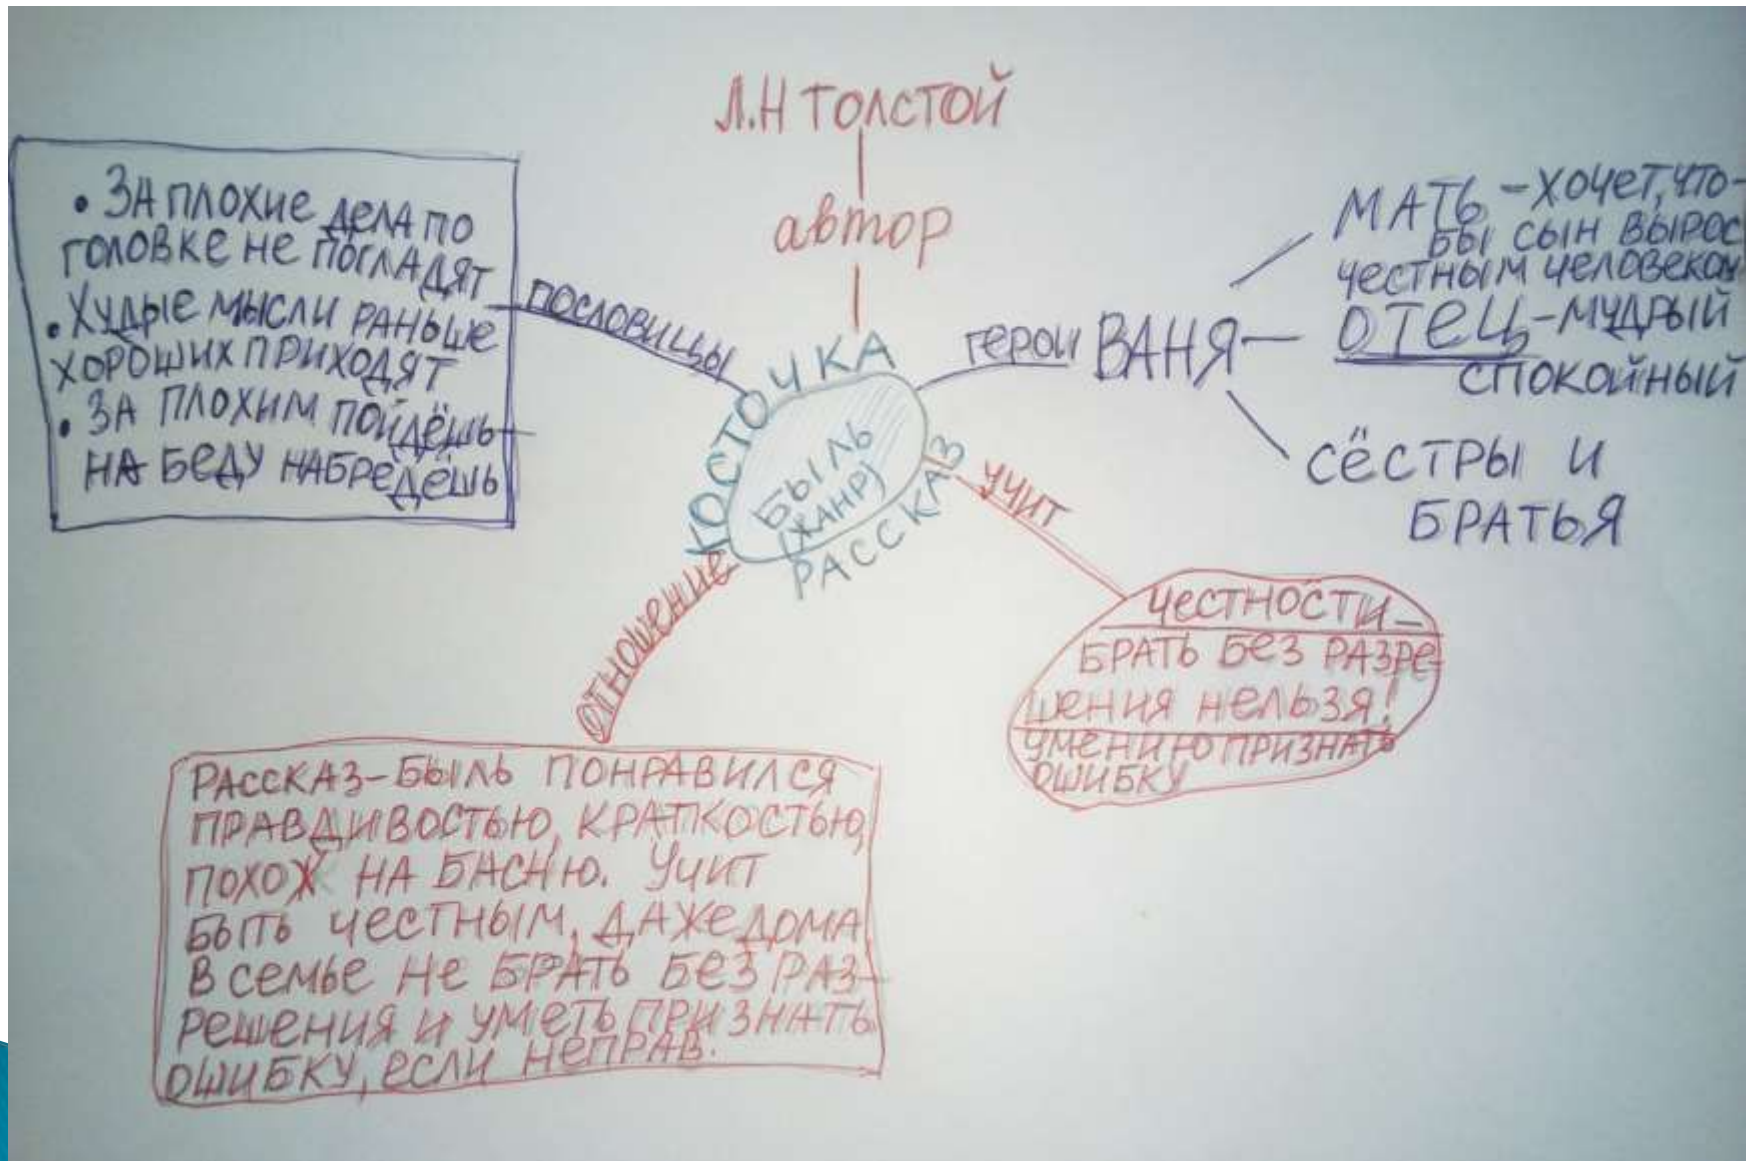 Л.Н ТОЛСТОЙ
автор
КОСТОЧКА
БЫЛЬ
(ЖАНР)
РАССКАЗ
ПОСЛОВИЦЫ
• ЗА ПЛОХИЕ ДЕЛА ПО
ГОЛОВКЕ НЕ ПОГЛАДЯТ
• ХУДЫЕ МЫСЛИ РАНЬШЕ
ХОРОШИХ ПРИХОДЯТ
• ЗА ПЛОХИМ ПОЙДЁШЬ-
НА БЕДУ НАБРЕДЁШЬ
ГЕРОИ ВАНЯ
МАТЬ - ХОЧЕТ, ЧТО-
БЫ СЫН ВЫРОС
ЧЕСТНЫМ ЧЕЛОВЕКОМ
ОТЕЦ - МУДРЫЙ
СПОКОЙНЫЙ
СЁСТРЫ И
БРАТЬЯ
УЧИТ
ЧЕСТНОСТИ -
БРАТЬ БЕЗ РАЗРЕ-
ШЕНИЯ НЕЛЬЗЯ!
УМЕНИЮ ПРИЗНАТЬ
ОШИБКУ
ОТНОШЕНИЕ
РАССКАЗ-БЫЛЬ ПОНРАВИЛСЯ
ПРАВДИВОСТЬЮ, КРАТКОСТЬЮ,
ПОХОЖ НА БАСНЮ. УЧИТ
БЫТЬ ЧЕСТНЫМ, ДАЖЕ ДОМА
В СЕМЬЕ НЕ БРАТЬ БЕЗ РАЗ-
РЕШЕНИЯ И УМЕТЬ ПРИЗНАТЬ
ОШИБКУ, ЕСЛИ НЕПРАВ.